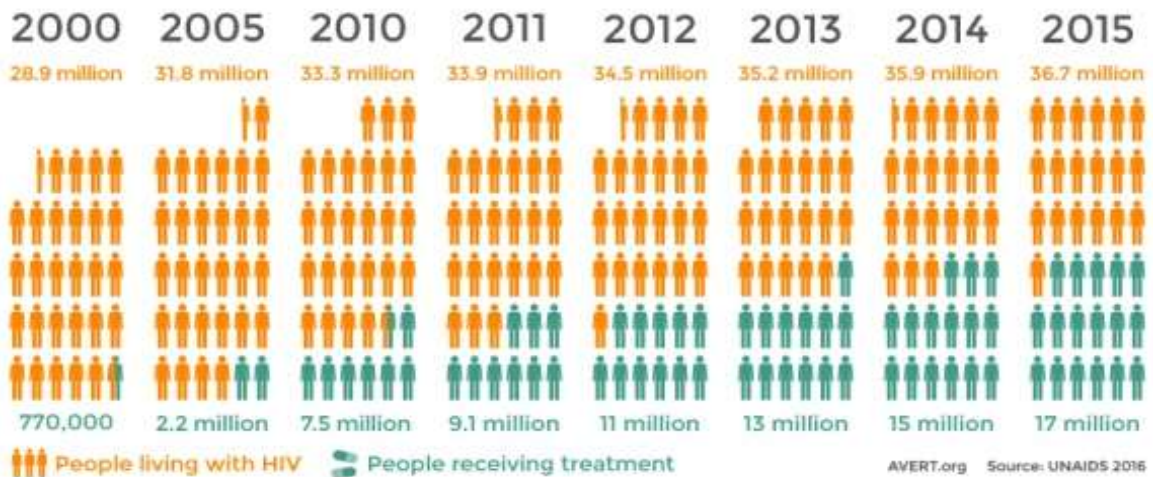 2000 2005 2010 2011 2012 2013 2014 2015
28.9 million 31.8 million 33.3 million 33.9 million 34.5 million 35.2 million 35.9 million 36.7 million
770,000 2.2 million 7.5 million 9.1 million 11 million 13 million 15 million 17 million
People living with HIV People receiving treatment AVERT.org Source: UNAIDS 2016